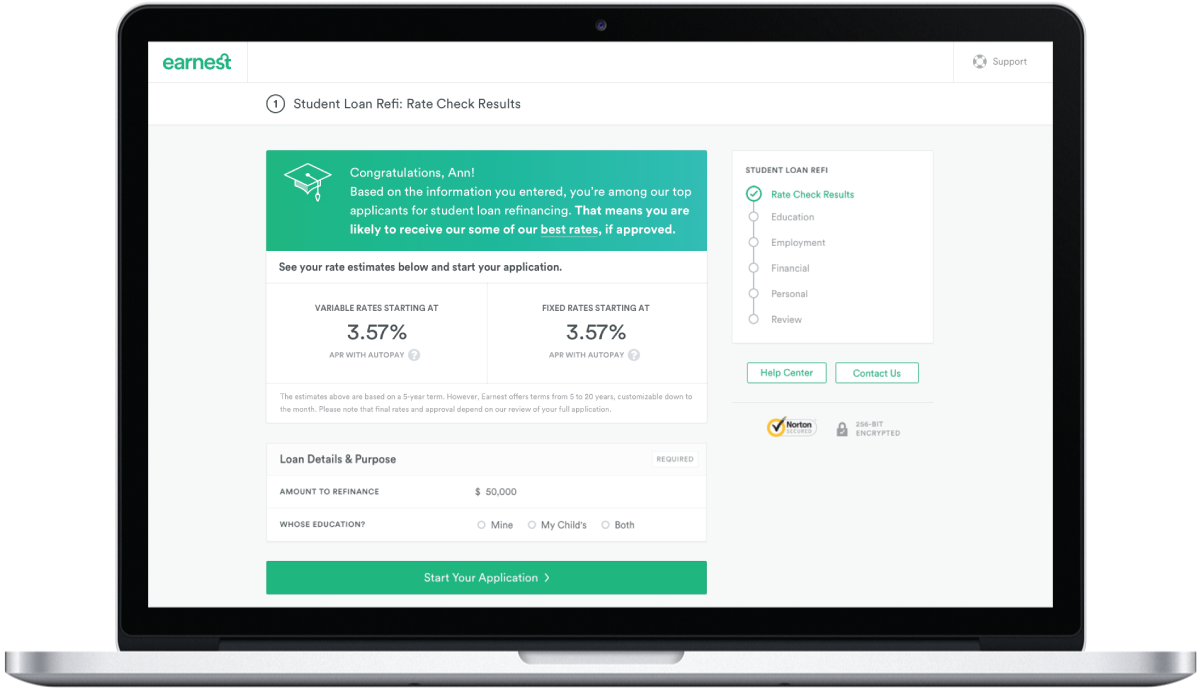 earnest
Support
1 Student Loan Refi: Rate Check Results
Congratulations, Ann!
Based on the information you entered, you're among our top
applicants for student loan refinancing. That means you are
likely to receive our some of our best rates, if approved.
See your rate estimates below and start your application.
VARIABLE RATES STARTING AT
3.57%
APR WITH AUTOPAY ?
FIXED RATES STARTING AT
3.57%
APR WITH AUTOPAY ?
The estimates above are based on a 5-year term. However, Earnest offers terms from 5 to 20 years, customizable down to
the month. Please note that final rates and approval depend on our review of your full application.
Loan Details & Purpose
REQUIRED
AMOUNT TO REFINANCE
$ 50,000
WHOSE EDUCATION?
Mine
My Child's
Both
Start Your Application >
STUDENT LOAN REFI
Rate Check Results
Education
Employment
Financial
Personal
Review
Help Center
Contact Us
Norton
SECURED
256-BIT
ENCRYPTED